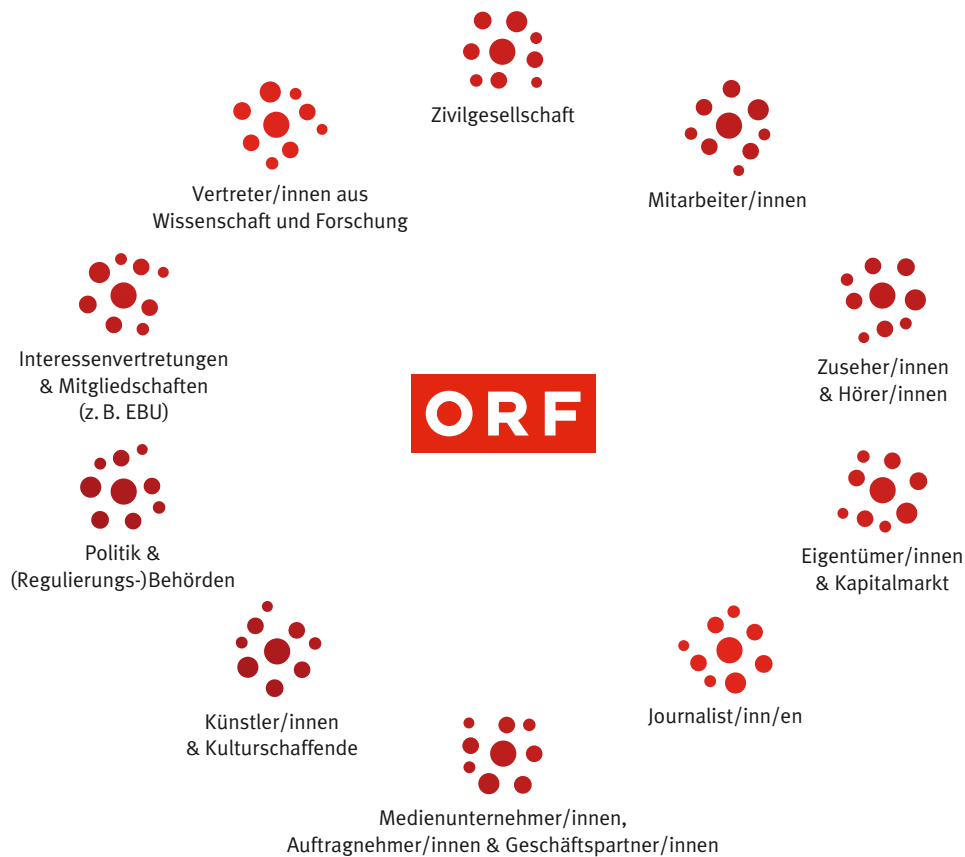 Zivilgesellschaft
Vertreter/innen aus
Wissenschaft und Forschung
Mitarbeiter/innen
Interessenvertretungen
& Mitgliedschaften
(z. B. EBU)
Zuseher/innen
& Hörer/innen
ORF
Politik &
(Regulierungs-)Behörden
Eigentümer/innen
& Kapitalmarkt
Künstler/innen
& Kulturschaffende
Journalist/inn/en
Medienunternehmer/innen,
Auftragnehmer/innen & Geschäftspartner/innen